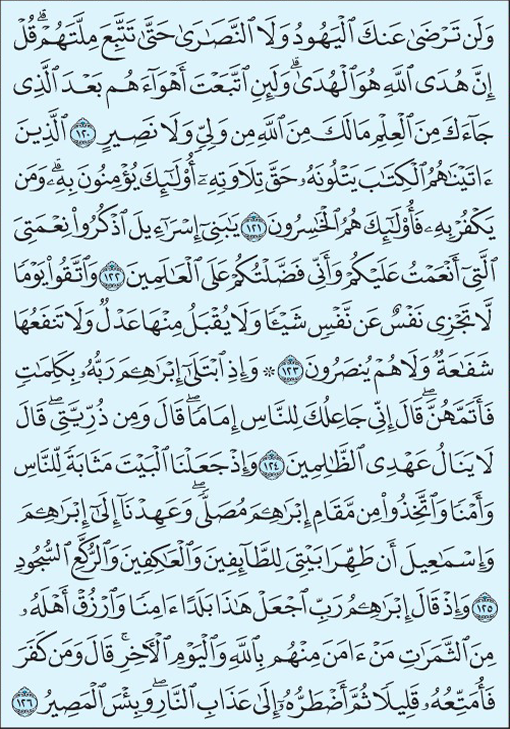 وَلَن تَرۡضَىٰ عَنكَ ٱلۡيَهُودُ وَلَا ٱلنَّصَٰرَىٰ حَتَّىٰ تَتَّبِعَ مِلَّتَهُمۡۗ قُلۡ
إِنَّ هُدَى ٱللَّهِ هُوَ ٱلۡهُدَىٰۗ وَلَئِنِ ٱتَّبَعۡتَ أَهۡوَآءَهُم بَعۡدَ ٱلَّذِي
جَآءَكَ مِنَ ٱلۡعِلۡمِ مَا لَكَ مِنَ ٱللَّهِ مِن وَلِيّٖ وَلَا نَصِيرٍ ١٢٠ ٱلَّذِينَ
ءَاتَيۡنَٰهُمُ ٱلۡكِتَٰبَ يَتۡلُونَهُۥ حَقَّ تِلَاوَتِهِۦٓ أُوْلَٰٓئِكَ يُؤۡمِنُونَ بِهِۦۗ وَمَن
يَكۡفُرۡ بِهِۦ فَأُوْلَٰٓئِكَ هُمُ ٱلۡخَٰسِرُونَ ١٢١ يَٰبَنِيٓ إِسۡرَٰٓءِيلَ ٱذۡكُرُواْ نِعۡمَتِيَ
ٱلَّتِيٓ أَنۡعَمۡتُ عَلَيۡكُمۡ وَأَنِّي فَضَّلۡتُكُمۡ عَلَى ٱلۡعَٰلَمِينَ ١٢٢ وَٱتَّقُواْ يَوۡمٗا
لَّا تَجۡزِي نَفۡسٌ عَن نَّفۡسٖ شَيۡـٔٗا وَلَا يُقۡبَلُ مِنۡهَا عَدۡلٞ وَلَا تَنفَعُهَا
شَفَٰعَةٞ وَلَا هُمۡ يُنصَرُونَ ١٢٣ ۞ وَإِذِ ٱبۡتَلَىٰٓ إِبۡرَٰهِـۧمَ رَبُّهُۥ بِكَلِمَٰتٖ
فَأَتَمَّهُنَّۖ قَالَ إِنِّي جَاعِلُكَ لِلنَّاسِ إِمَامٗاۖ قَالَ وَمِن ذُرِّيَّتِيۖ قَالَ
لَا يَنَالُ عَهۡدِي ٱلظَّٰلِمِينَ ١٢٤ وَإِذۡ جَعَلۡنَا ٱلۡبَيۡتَ مَثَابَةٗ لِّلنَّاسِ
وَأَمۡنٗا وَٱتَّخِذُواْ مِن مَّقَامِ إِبۡرَٰهِـۧمَ مُصَلّٗىۖ وَعَهِدۡنَآ إِلَىٰٓ إِبۡرَٰهِـۧمَ
وَإِسۡمَٰعِيلَ أَن طَهِّرَا بَيۡتِيَ لِلطَّآئِفِينَ وَٱلۡعَٰكِفِينَ وَٱلرُّكَّعِ ٱلسُّجُودِ
١٢٥ وَإِذۡ قَالَ إِبۡرَٰهِـۧمُ رَبِّ ٱجۡعَلۡ هَٰذَا بَلَدًا ءَامِنٗا وَٱرۡزُقۡ أَهۡلَهُۥ
مِنَ ٱلثَّمَرَٰتِ مَنۡ ءَامَنَ مِنۡهُم بِٱللَّهِ وَٱلۡيَوۡمِ ٱلۡأٓخِرِۚ قَالَ وَمَن كَفَرَ
فَأُمَتِّعُهُۥ قَلِيلٗا ثُمَّ أَضۡطَرُّهُۥٓ إِلَىٰ عَذَابِ ٱلنَّارِۖ وَبِئۡسَ ٱلۡمَصِيرُ ١٢٦